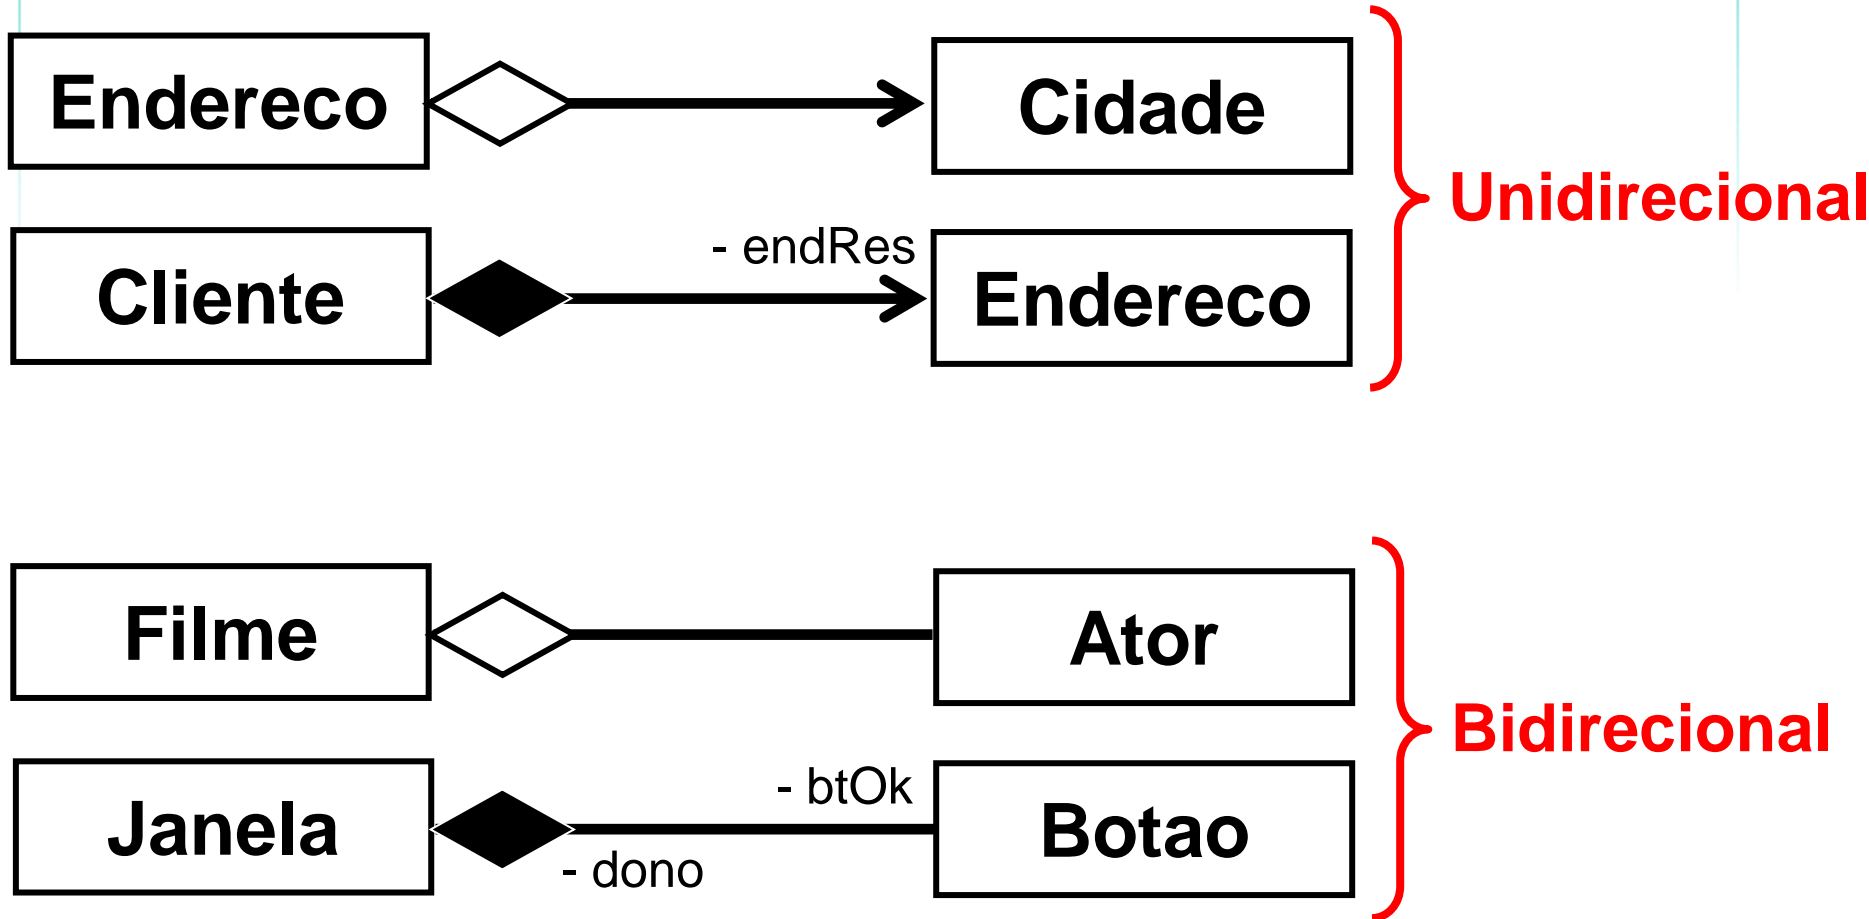 Endereco
Cidade
Unidirecional
- endRes
Cliente
Endereco
Filme
Ator
Bidirecional
- btOk
Janela
Botao
- dono